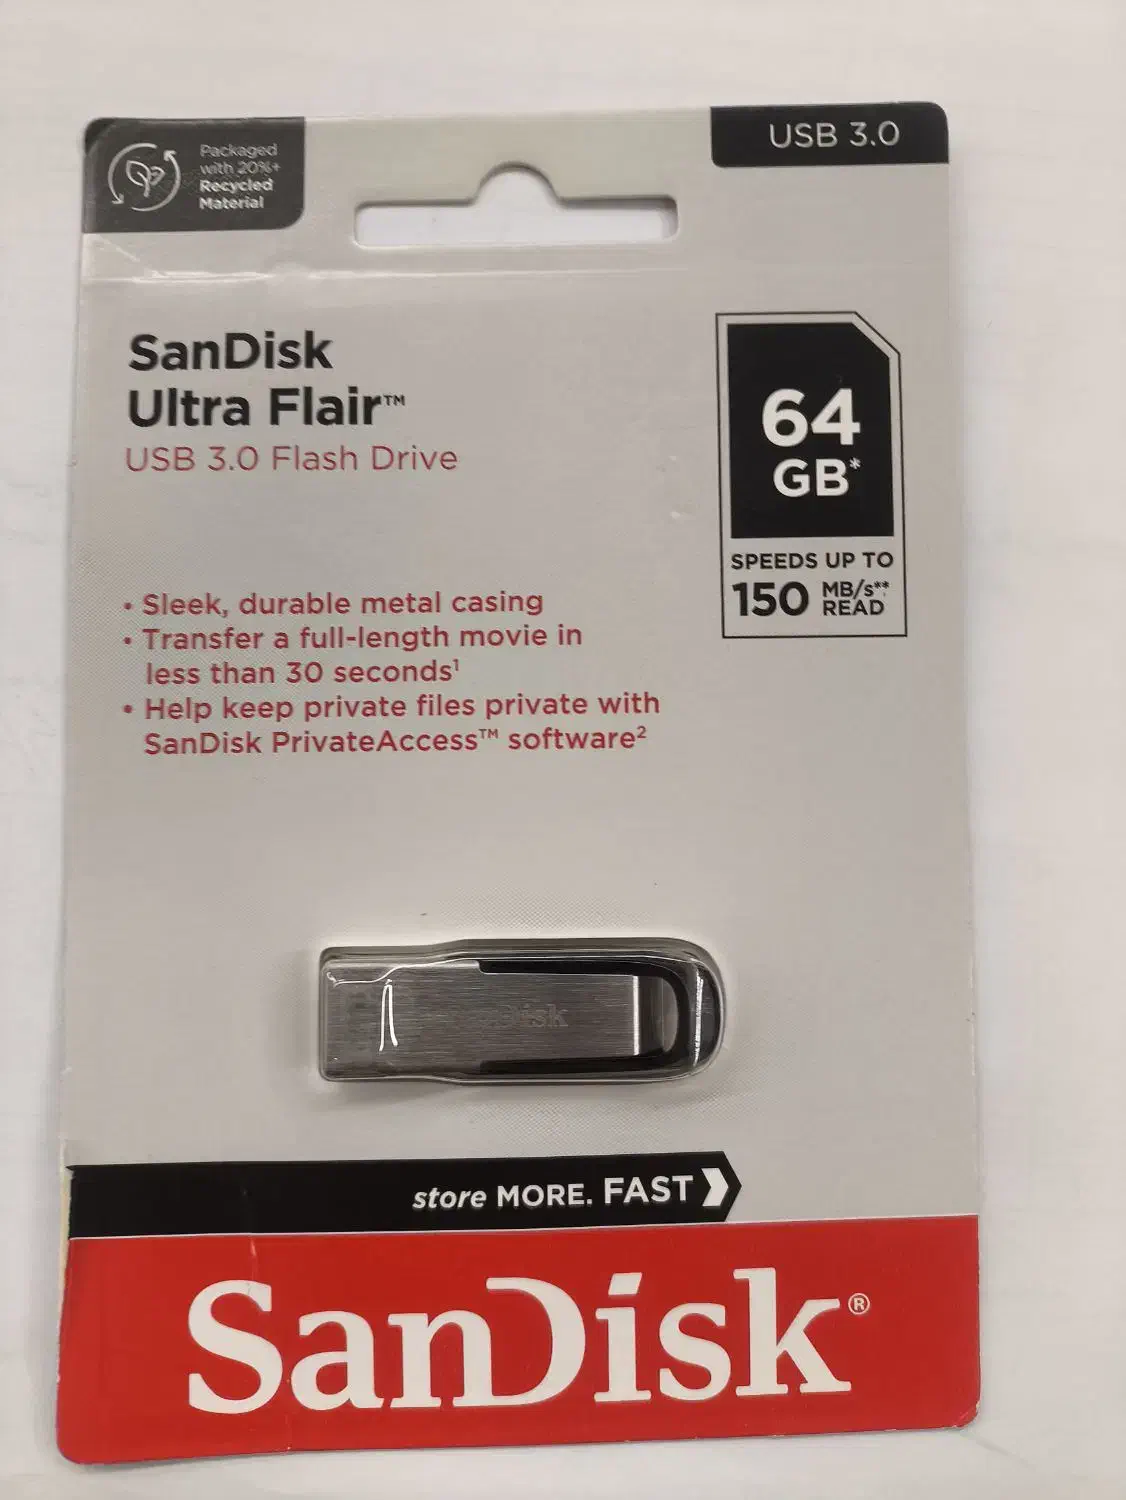 Packaged
with 20%+
Recycled
Material
USB 3.0
SanDisk
Ultra Flair™
USB 3.0 Flash Drive
64
GB*
SPEEDS UP TO
150 MB/s**
READ
• Sleek, durable metal casing
• Transfer a full-length movie in
less than 30 seconds¹
• Help keep private files private with
SanDisk PrivateAccess™ software²
SanDisk
store MORE. FAST
SanDisk®